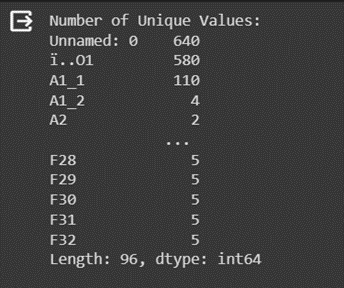 Number of Unique Values:
Unnamed: 0    640
ï..O1         580
A1_1          110
A1_2            4
A2              2
             ...
F28             5
F29             5
F30             5
F31             5
F32             5
Length: 96, dtype: int64